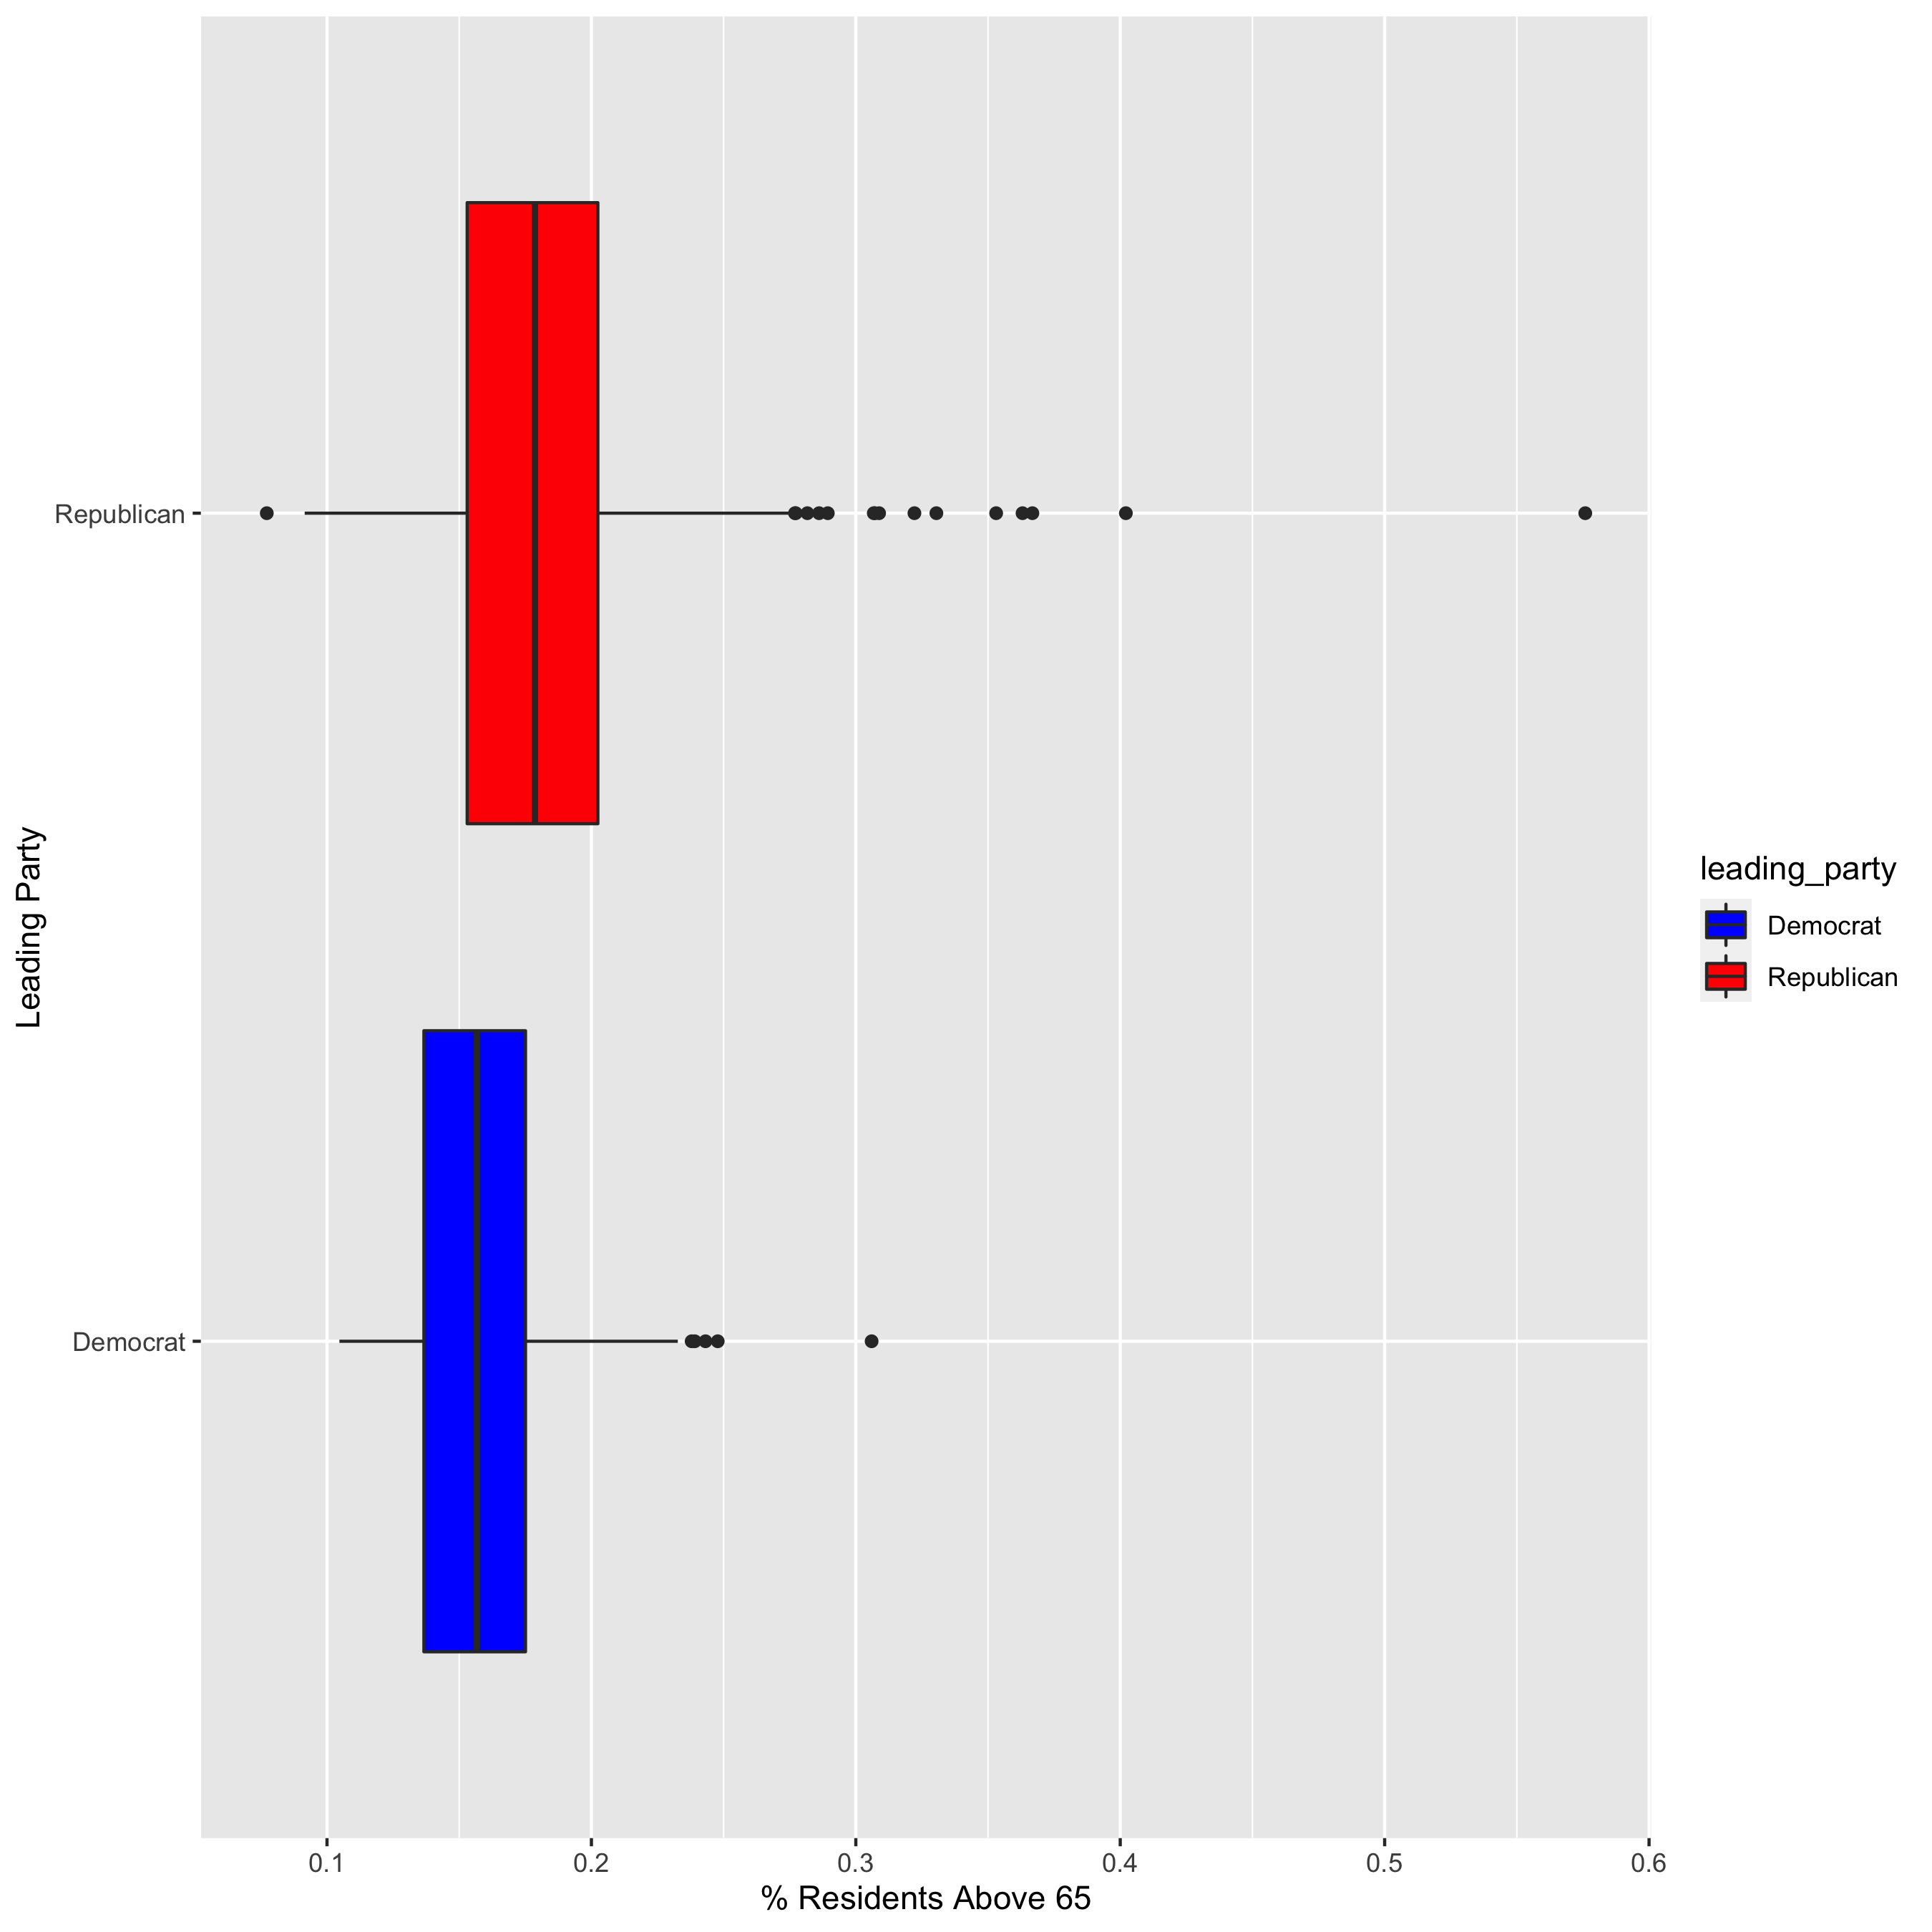 Republican
Democrat
Leading Party
0.1 0.2 0.3 0.4 0.5 0.6
% Residents Above 65
leading_party
Democrat
Republican